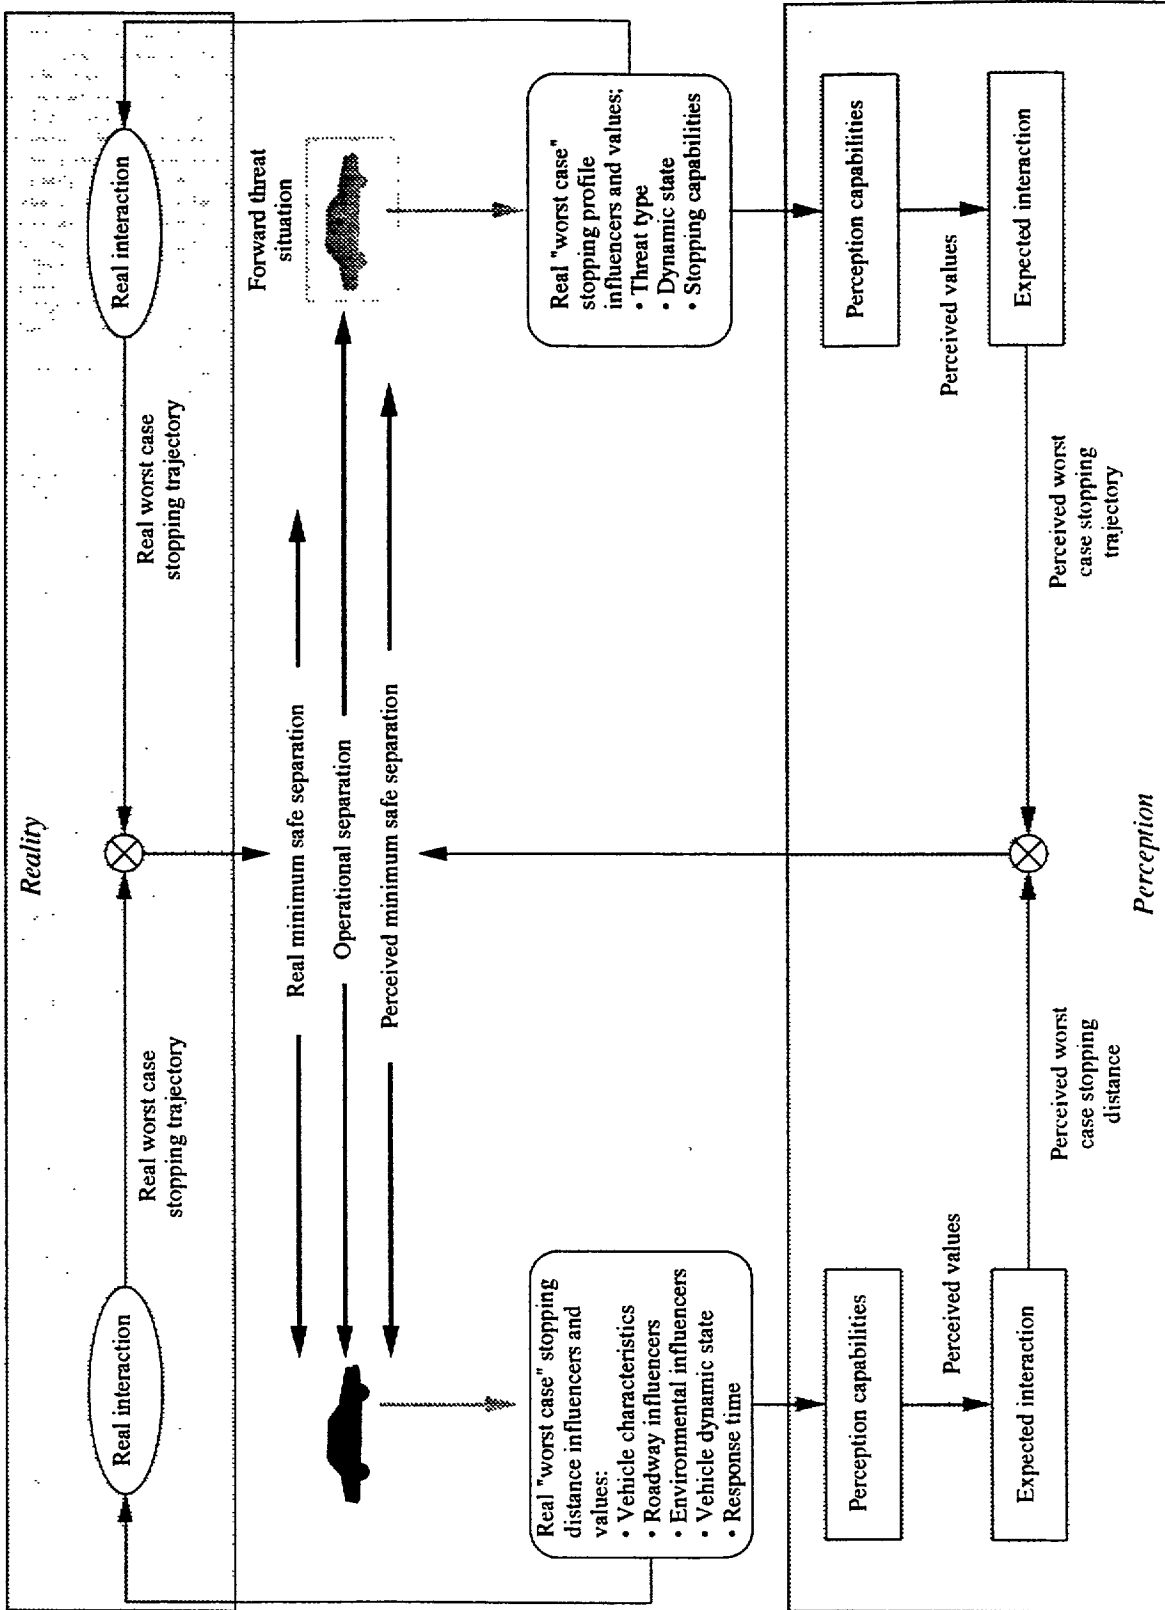 Reality
Real interaction
Real worst case
stopping trajectory
Real worst case
stopping trajectory
Real interaction
Forward threat
situation
Real minimum safe separation
Operational separation
Perceived minimum safe separation
Real "worst case" stopping
distance influencers and
values:
• Vehicle characteristics
• Roadway influencers
• Environmental influencers
• Vehicle dynamic state
• Response time
Real "worst case"
stopping profile
influencers and values;
• Threat type
• Dynamic state
• Stopping capabilities
Perception capabilities
Perceived values
Expected interaction
Perceived worst
case stopping
distance
Perception capabilities
Perceived values
Expected interaction
Perceived worst
case stopping
trajectory
Perception